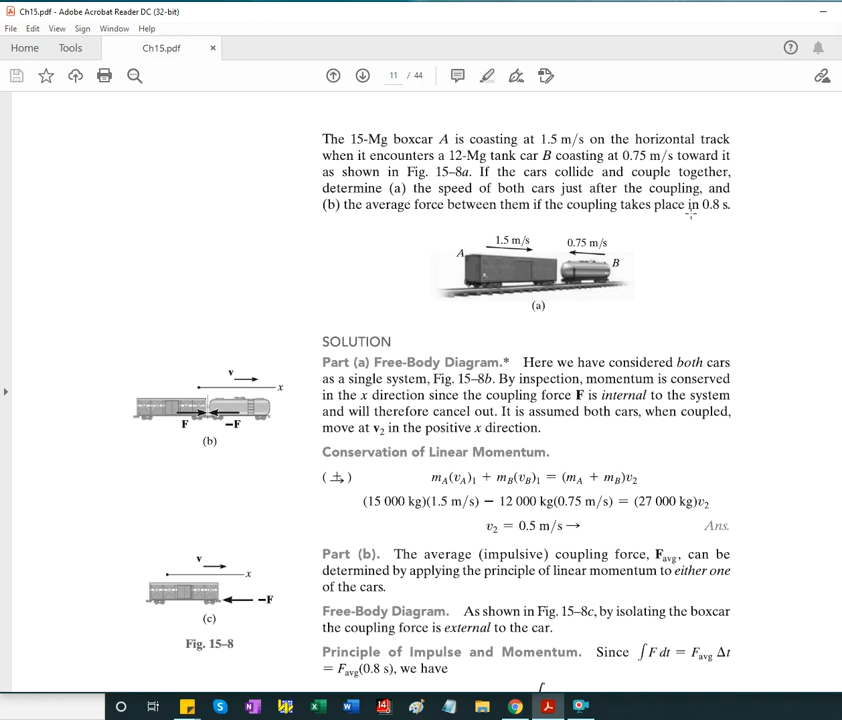 Ch15.pdf - Adobe Acrobat Reader DC (32-bit)
File Edit View Sign Window Help
Home Tools Ch15.pdf ×
11 / 44
The 15-Mg boxcar A is coasting at 1.5 m/s on the horizontal track
when it encounters a 12-Mg tank car B coasting at 0.75 m/s toward it
as shown in Fig. 15–8a. If the cars collide and couple together,
determine (a) the speed of both cars just after the coupling, and
(b) the average force between them if the coupling takes place in 0.8 s.
1.5 m/s 0.75 m/s
A
B
(a)
SOLUTION
Part (a) Free-Body Diagram.* Here we have considered both cars
as a single system, Fig. 15–8b. By inspection, momentum is conserved
in the x direction since the coupling force F is internal to the system
and will therefore cancel out. It is assumed both cars, when coupled,
move at v₂ in the positive x direction.
v
x
F –F
(b)
Conservation of Linear Momentum.
(⇸) m_A(v_A)₁ + m_B(v_B)₁ = (m_A + m_B)v₂
(15 000 kg)(1.5 m/s) − 12 000 kg(0.75 m/s) = (27 000 kg)v₂
v₂ = 0.5 m/s → Ans.
Part (b). The average (impulsive) coupling force, F_avg, can be
determined by applying the principle of linear momentum to either one
of the cars.
v
x
–F
(c)
Fig. 15–8
Free-Body Diagram. As shown in Fig. 15–8c, by isolating the boxcar
the coupling force is external to the car.
Principle of Impulse and Momentum. Since ∫F dt = F_avg Δt
= F_avg(0.8 s), we have